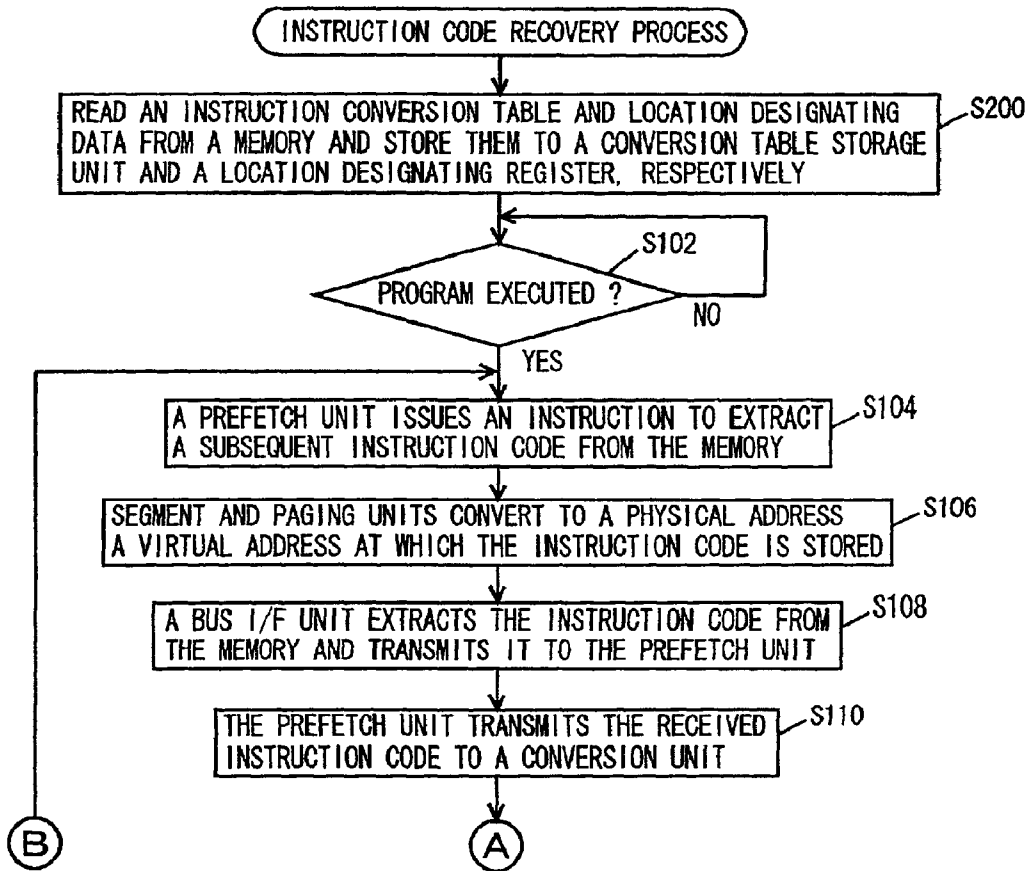 INSTRUCTION CODE RECOVERY PROCESS
READ AN INSTRUCTION CONVERSION TABLE AND LOCATION DESIGNATING
DATA FROM A MEMORY AND STORE THEM TO A CONVERSION TABLE STORAGE
UNIT AND A LOCATION DESIGNATING REGISTER, RESPECTIVELY
S200
S102
PROGRAM EXECUTED ?
NO
YES
A PREFETCH UNIT ISSUES AN INSTRUCTION TO EXTRACT
A SUBSEQUENT INSTRUCTION CODE FROM THE MEMORY
S104
SEGMENT AND PAGING UNITS CONVERT TO A PHYSICAL ADDRESS
A VIRTUAL ADDRESS AT WHICH THE INSTRUCTION CODE IS STORED
S106
A BUS I/F UNIT EXTRACTS THE INSTRUCTION CODE FROM
THE MEMORY AND TRANSMITS IT TO THE PREFETCH UNIT
S108
THE PREFETCH UNIT TRANSMITS THE RECEIVED
INSTRUCTION CODE TO A CONVERSION UNIT
S110
B
A